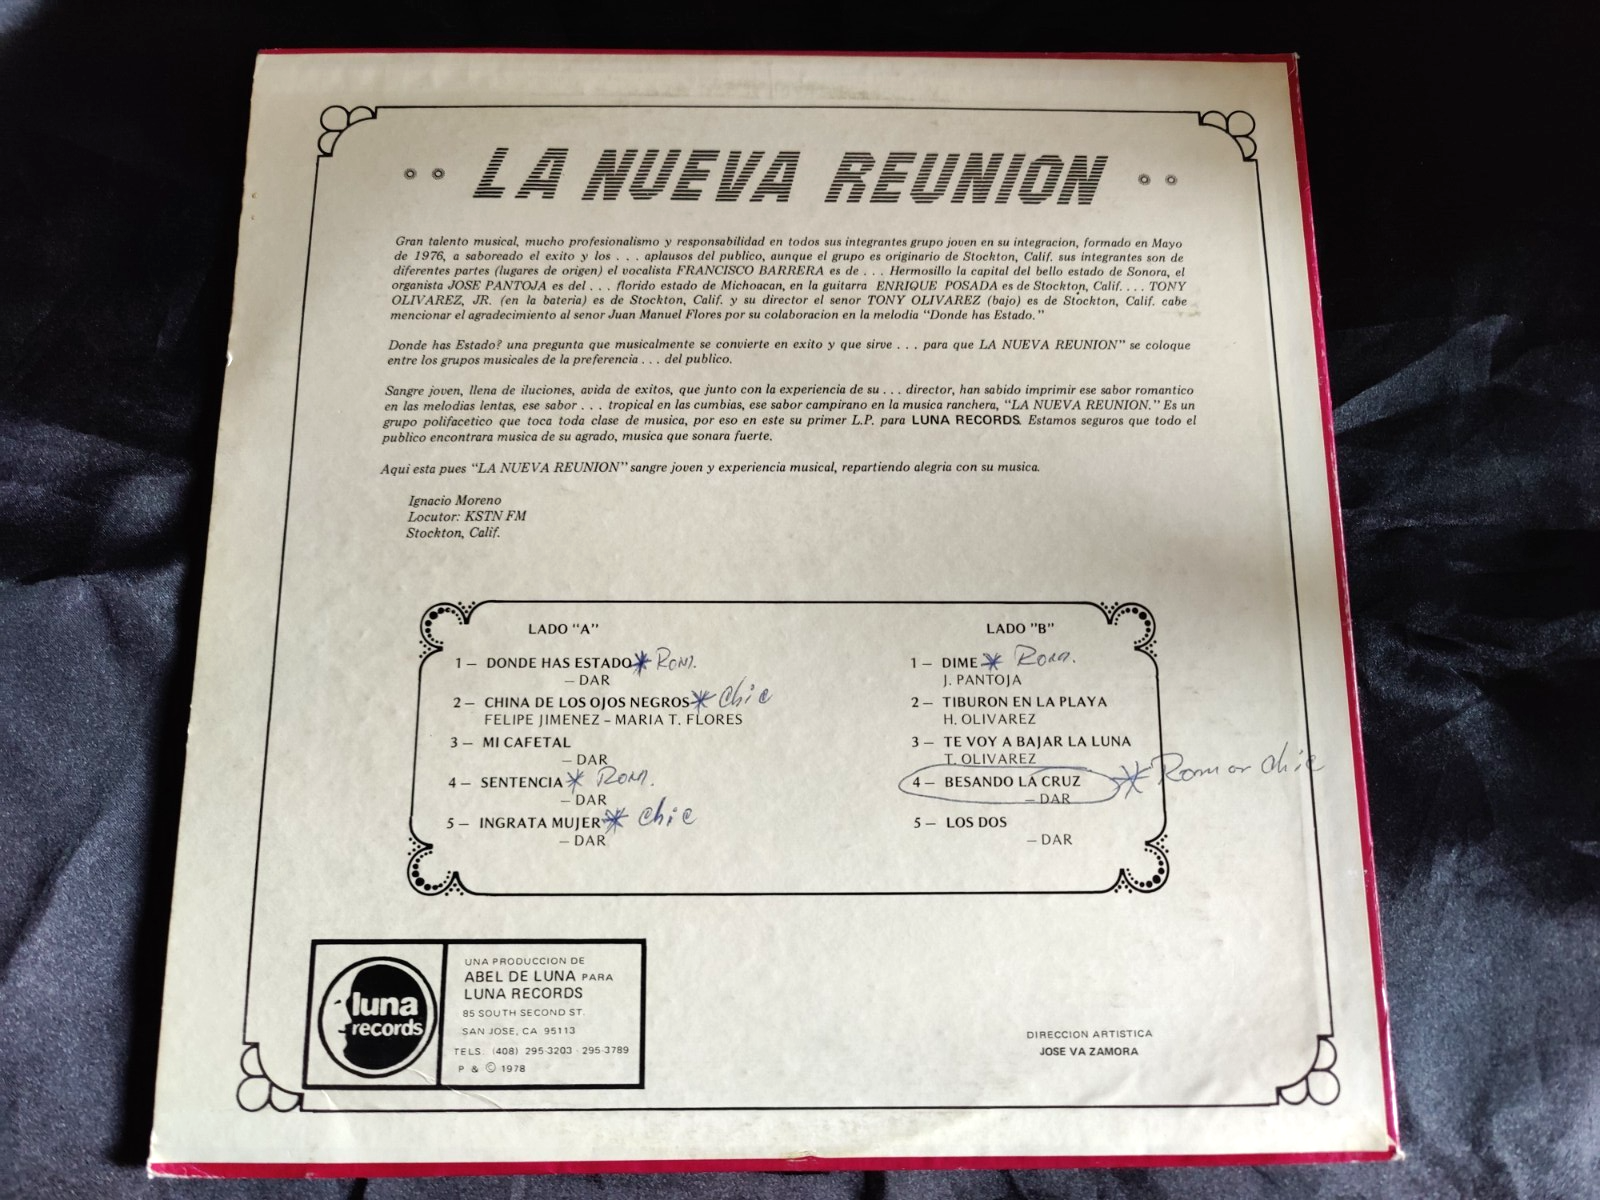 LA NUEVA REUNION
Gran talento musical, mucho profesionalismo y responsabilidad en todos sus integrantes grupo joven en su integracion, formado en Mayo
de 1976, a saboreado el exito y los . . . aplausos del publico, aunque el grupo es originario de Stockton, Calif. sus integrantes son de
diferentes partes (lugares de origen) el vocalista FRANCISCO BARRERA es de . . . Hermosillo la capital del bello estado de Sonora, el
organista JOSE PANTOJA es del . . . florido estado de Michoacan, en la guitarra ENRIQUE POSADA es de Stockton, Calif. . . . TONY
OLIVAREZ, JR. (en la bateria) es de Stockton, Calif. y su director el senor TONY OLIVAREZ (bajo) es de Stockton, Calif. cabe
mencionar el agradecimiento al senor Juan Manuel Flores por su colaboracion en la melodia "Donde has Estado."
Donde has Estado? una pregunta que musicalmente se convierte en exito y que sirve . . . para que LA NUEVA REUNION" se coloque
entre los grupos musicales de la preferencia . . . del publico.
Sangre joven, llena de iluciones, avida de exitos, que junto con la experiencia de su . . . director, han sabido imprimir ese sabor romantico
en las melodias lentas, ese sabor . . . tropical en las cumbias, ese sabor campirano en la musica ranchera, "LA NUEVA REUNION." Es un
grupo polifacetico que toca toda clase de musica, por eso en este su primer L.P. para LUNA RECORDS. Estamos seguros que todo el
publico encontrara musica de su agrado, musica que sonara fuerte.
Aqui esta pues "LA NUEVA REUNION" sangre joven y experiencia musical, repartiendo alegria con su musica.
Ignacio Moreno
Locutor: KSTN FM
Stockton, Calif.
LADO "A"
1 – DONDE HAS ESTADO * Rom.
– DAR
2 – CHINA DE LOS OJOS NEGROS * Chic
FELIPE JIMENEZ – MARIA T. FLORES
3 – MI CAFETAL
– DAR
4 – SENTENCIA * Rom.
– DAR
5 – INGRATA MUJER * Chic
– DAR
LADO "B"
1 – DIME * Rom.
J. PANTOJA
2 – TIBURON EN LA PLAYA
H. OLIVAREZ
3 – TE VOY A BAJAR LA LUNA
T. OLIVAREZ
4 – BESANDO LA CRUZ * Rom or Chic
– DAR
5 – LOS DOS
– DAR
luna
records
UNA PRODUCCION DE
ABEL DE LUNA PARA
LUNA RECORDS
85 SOUTH SECOND ST.
SAN JOSE, CA 95113
TELS: (408) 295-3203 · 295-3789
P & © 1978
DIRECCION ARTISTICA
JOSE VA ZAMORA